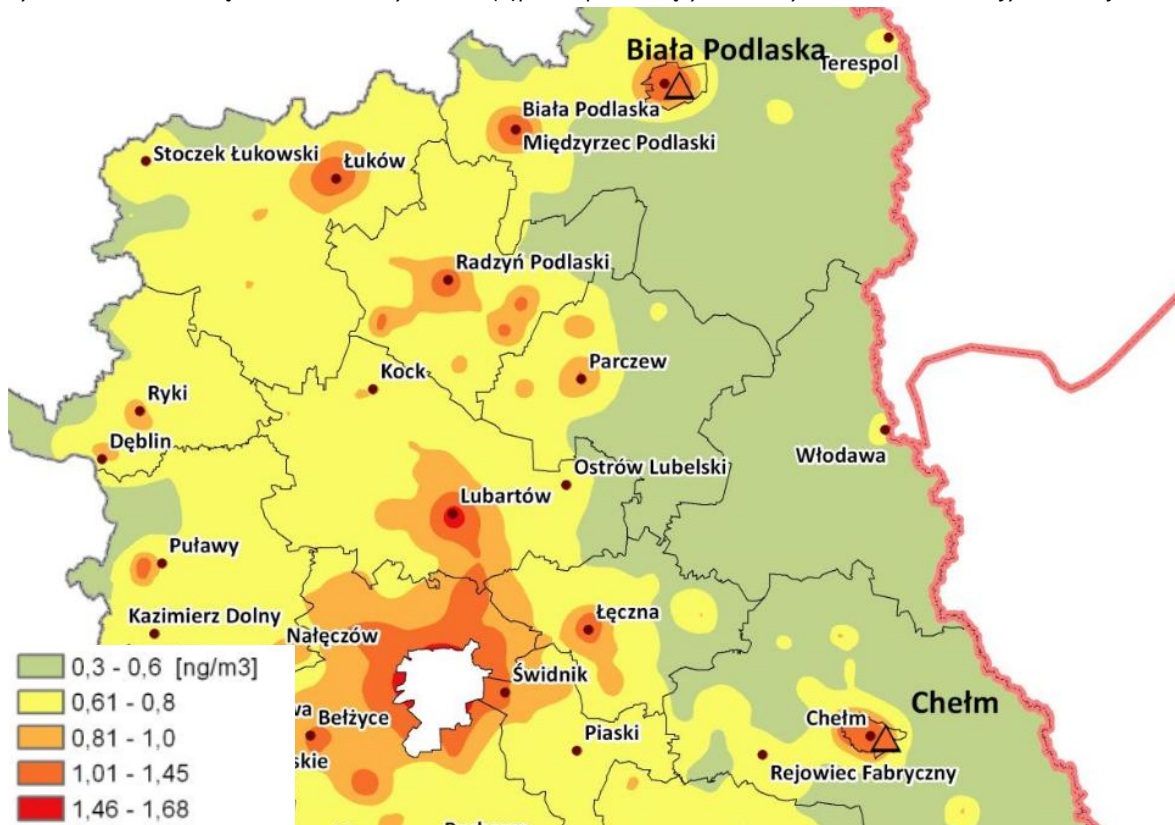 Biała Podlaska
Terespol
Biała Podlaska
Międzyrzec Podlaski
Stoczek Łukowski
Łuków
Radzyń Podlaski
Parczew
Kock
Ryki
Dęblin
Włodawa
Ostrów Lubelski
Lubartów
Puławy
Kazimierz Dolny
Łęczna
Nałęczów
Świdnik
Chełm
Chełm
Piaski
Rejowiec Fabryczny
wa Bełżyce
skie
0,3 - 0,6 [ng/m3]
0,61 - 0,8
0,81 - 1,0
1,01 - 1,45
1,46 - 1,68